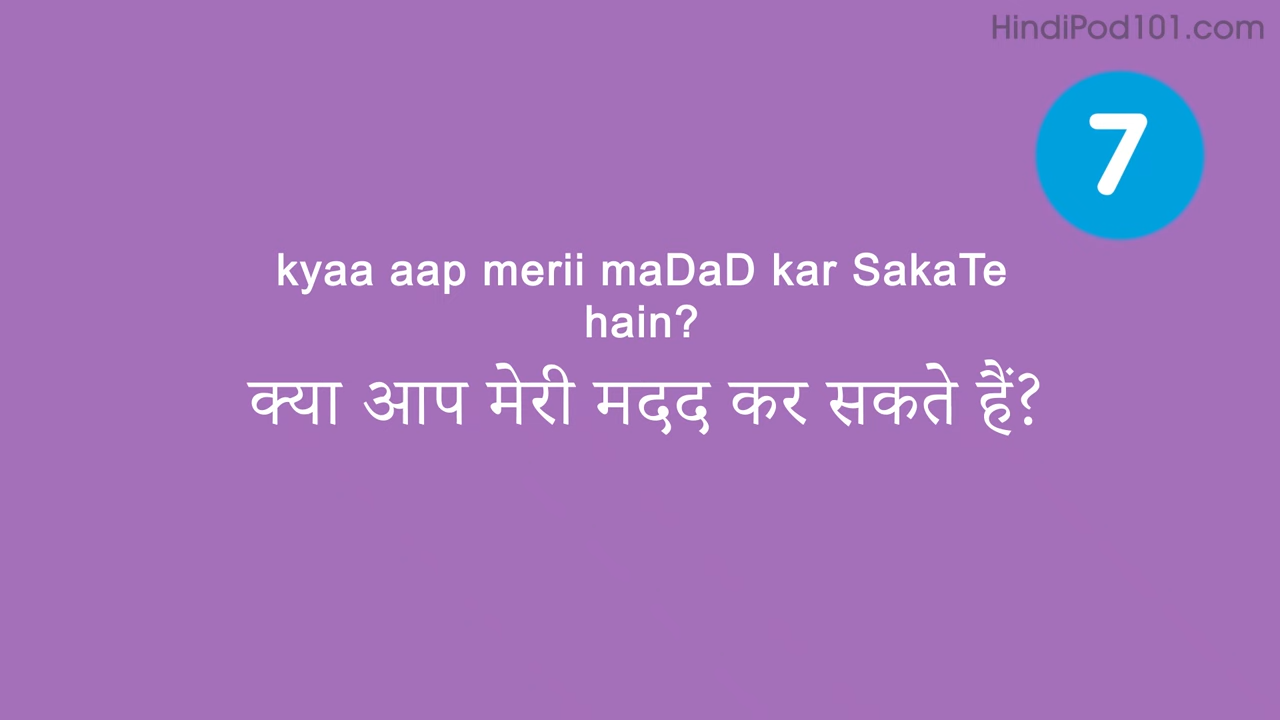 HindiPod101.com
7
kyaa aap merii maDaD kar SakaTe
hain?
क्या आप मेरी मदद कर सकते हैं?